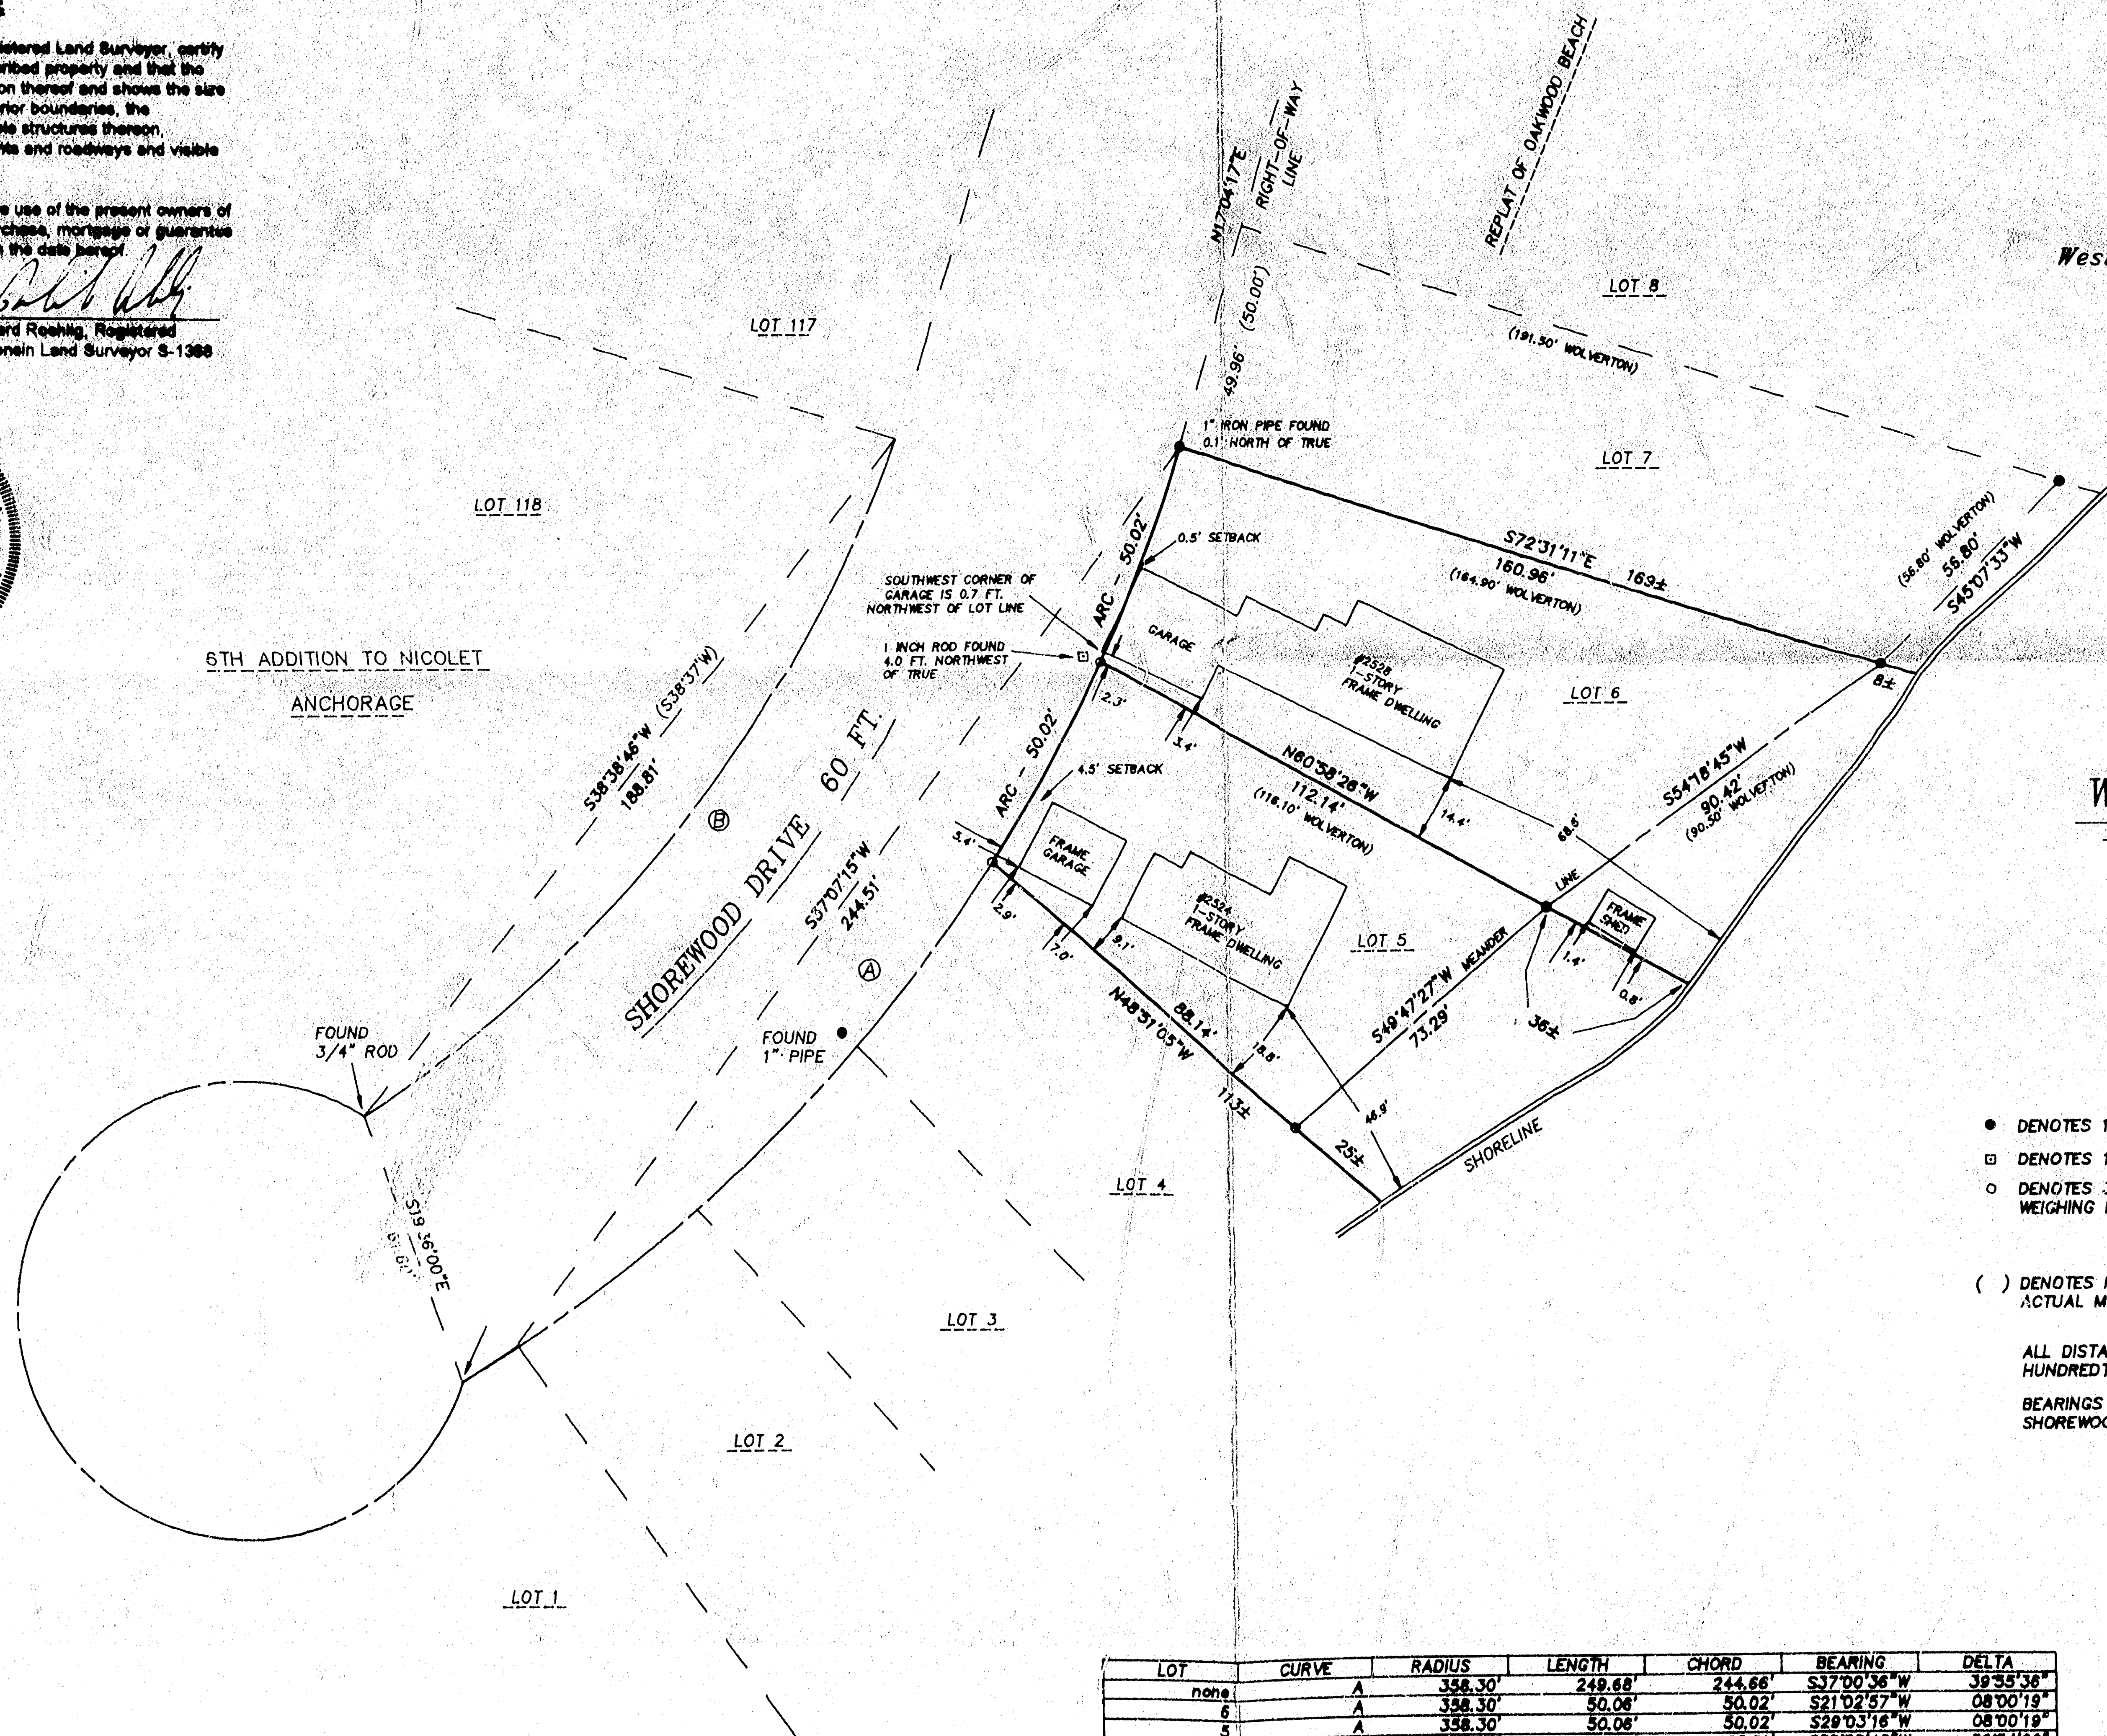 istered Land Surveyor, certify
ribed property and that the
on thereof and shows the size
rior boundaries, the
ble structures thereon,
nts and roadways and visible
e use of the present owners of
rchase, mortgage or guarantee
the date hereof.
ard Roehlig, Registered
onsin Land Surveyor S-1368
N17°04'17"E
RIGHT-OF-WAY
LINE
REPLAT OF OAKWOOD BEACH
LOT 8
LOT 117
49.96' (50.00')
(191.50' WOLVERTON)
1" IRON PIPE FOUND
0.1' NORTH OF TRUE
LOT 7
LOT 118
(56.80' WOLVERTON)
56.80'
S45°07'33"W
ARC - 50.02'
0.5' SETBACK
S72°31'11"E
160.96'
169±
(164.90' WOLVERTON)
SOUTHWEST CORNER OF
GARAGE IS 0.7 FT.
NORTHWEST OF LOT LINE
1 INCH ROD FOUND
4.0 FT. NORTHWEST
OF TRUE
GARAGE
#2528
FRAME DWELLING
LOT 6
8±
6TH ADDITION TO NICOLET
ANCHORAGE
S38°38'46"W (S38°37'W)
188.81'
2.3'
3.4'
ARC - 50.02'
4.5' SETBACK
N60°58'26"W
112.14'
(116.10' WOLVERTON)
14.4'
68.6'
S54°18'45"W
90.42'
(90.50' WOLVERTON)
LINE
SHOREWOOD DRIVE 60 FT.
B
S37°07'15"W
244.51'
A
5.4'
2.9'
FRAME
GARAGE
7.0'
9.1'
#2524
1-STORY
FRAME DWELLING
LOT 5
FRAME
SHED
1.4'
0.8'
36±
S49°47'27"W MEANDER
73.29'
N48°51'05"W
88.14'
18.8'
113±
25±
46.9'
SHORELINE
FOUND
3/4" ROD
FOUND
1" PIPE
S19°36'00"E
LOT 4
LOT 3
LOT 2
LOT 1
DENOTES 1
DENOTES 1
DENOTES
WEIGHING
( ) DENOTES
ACTUAL M
ALL DISTA
HUNDREDT
BEARINGS
SHOREWOO
LOT CURVE RADIUS LENGTH CHORD BEARING DELTA
none A 358.30' 249.68' 244.66' S37°00'36"W 39°55'36"
6 A 358.30' 50.06' 50.02' S21°02'57"W 08°00'19"
5 A 358.30' 50.06' 50.02' S29°03'16"W 08°00'19"